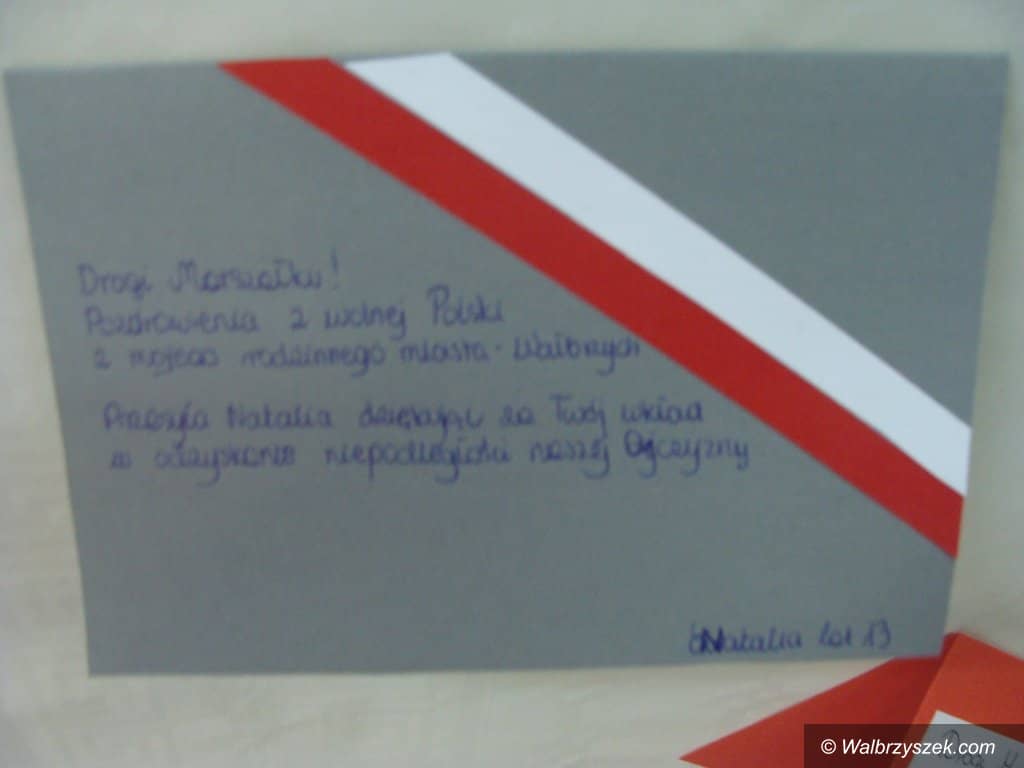 Drogi Marszałku!
Pozdrowienia z wolnej Polski
z mojego rodzinnego miasta - Wałbrzych
Przesyła Natalia dziękując za Twój wkład
w odzyskanie niepodległości naszej Ojczyzny
Natalia lat 13
Drogi
© Walbrzyszek.com